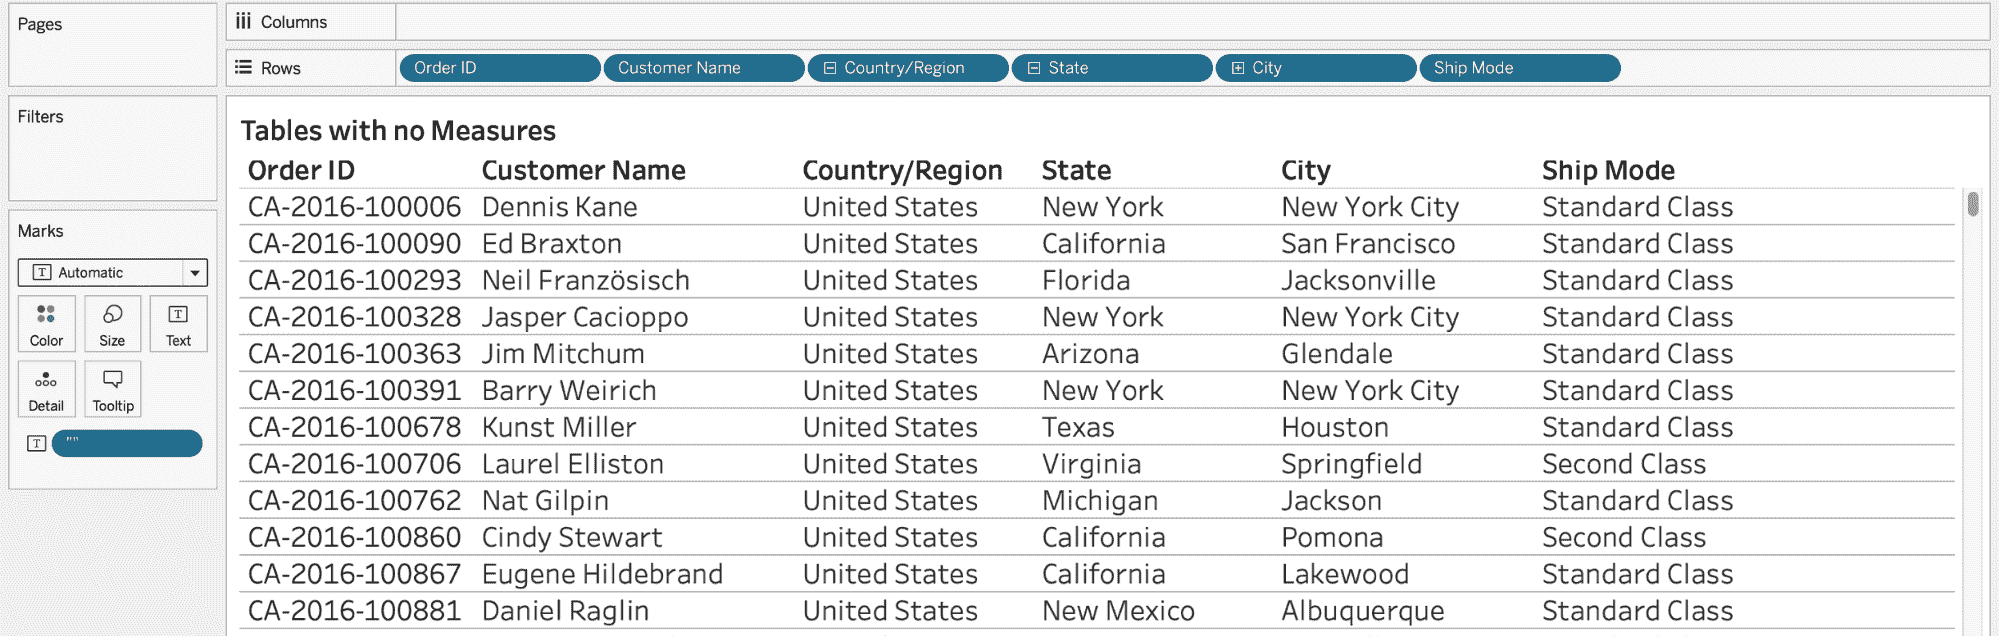 Pages
Columns
Rows
Order ID Customer Name Country/Region State City Ship Mode
Filters
Marks
Automatic
Color Size Text
Detail Tooltip
""
Tables with no Measures
Order ID Customer Name Country/Region State City Ship Mode
CA-2016-100006 Dennis Kane United States New York New York City Standard Class
CA-2016-100090 Ed Braxton United States California San Francisco Standard Class
CA-2016-100293 Neil Französisch United States Florida Jacksonville Standard Class
CA-2016-100328 Jasper Cacioppo United States New York New York City Standard Class
CA-2016-100363 Jim Mitchum United States Arizona Glendale Standard Class
CA-2016-100391 Barry Weirich United States New York New York City Standard Class
CA-2016-100678 Kunst Miller United States Texas Houston Standard Class
CA-2016-100706 Laurel Elliston United States Virginia Springfield Second Class
CA-2016-100762 Nat Gilpin United States Michigan Jackson Standard Class
CA-2016-100860 Cindy Stewart United States California Pomona Second Class
CA-2016-100867 Eugene Hildebrand United States California Lakewood Standard Class
CA-2016-100881 Daniel Raglin United States New Mexico Albuquerque Standard Class